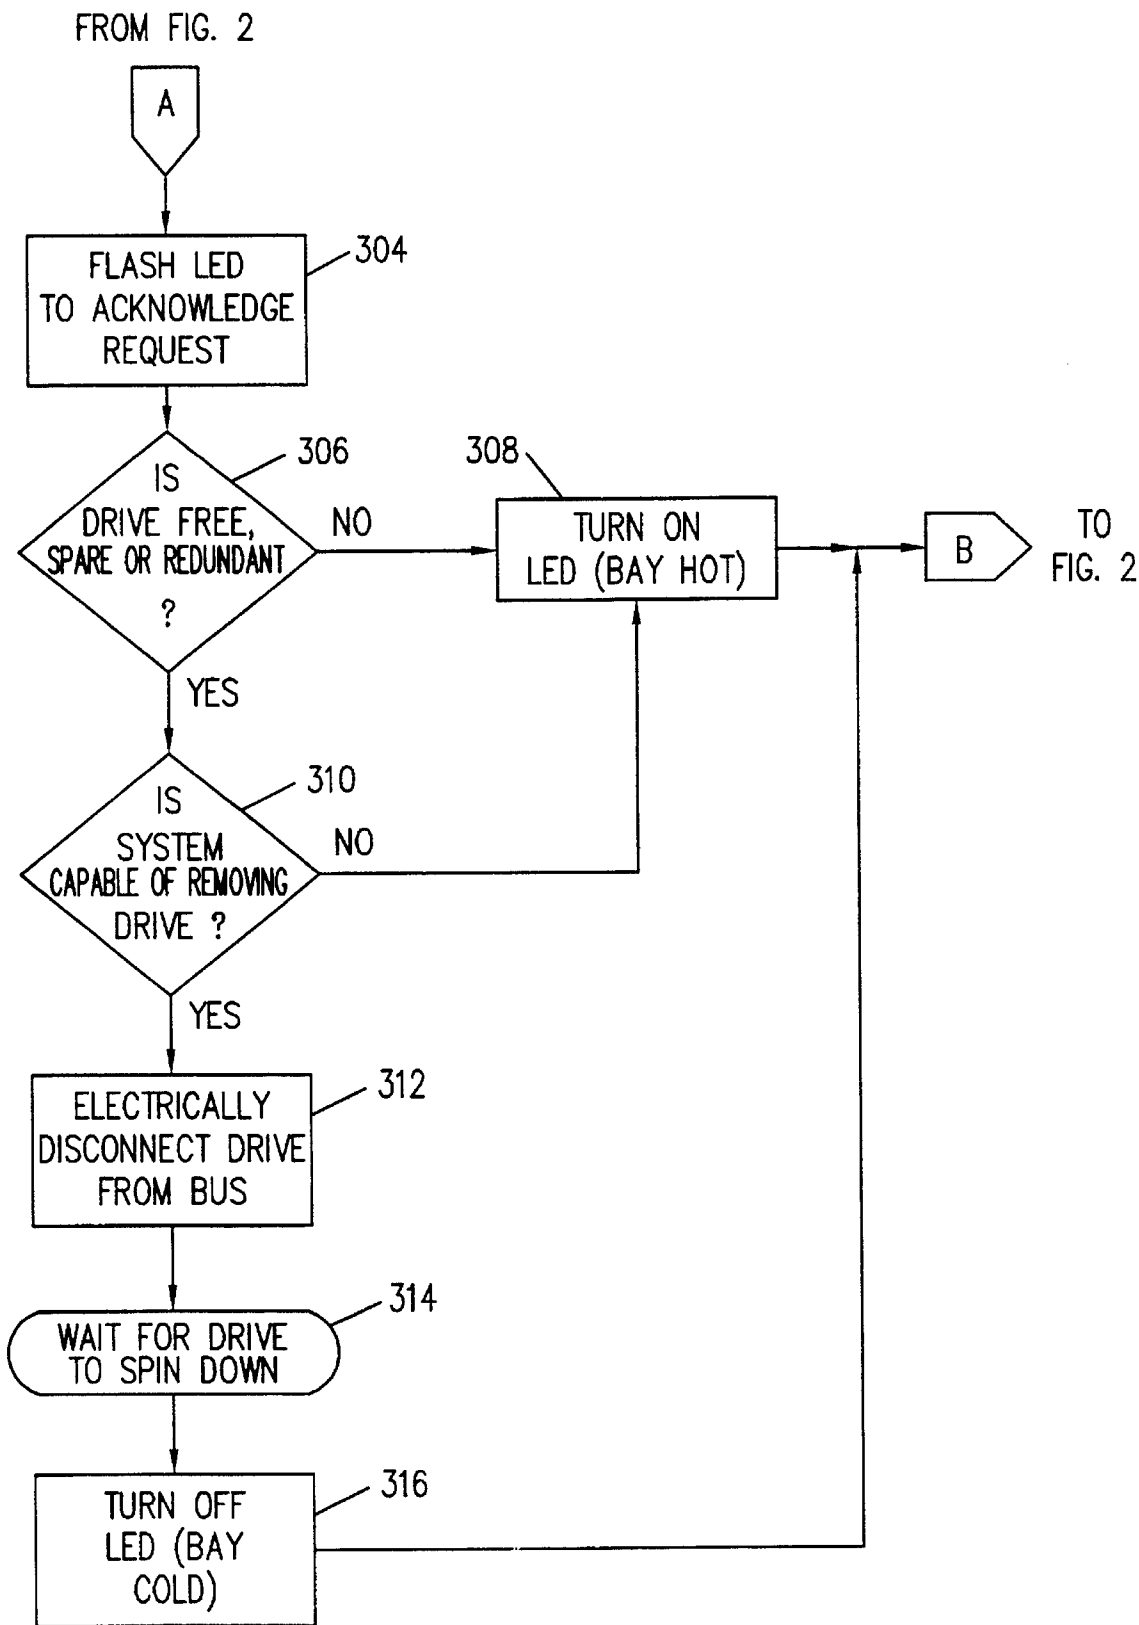 FROM FIG. 2
A
FLASH LED
TO ACKNOWLEDGE
REQUEST
304
IS
DRIVE FREE,
SPARE OR REDUNDANT
?
306
NO
308
TURN ON
LED (BAY HOT)
B
TO
FIG. 2
YES
IS
SYSTEM
CAPABLE OF REMOVING
DRIVE ?
310
NO
YES
ELECTRICALLY
DISCONNECT DRIVE
FROM BUS
312
WAIT FOR DRIVE
TO SPIN DOWN
314
TURN OFF
LED (BAY
COLD)
316